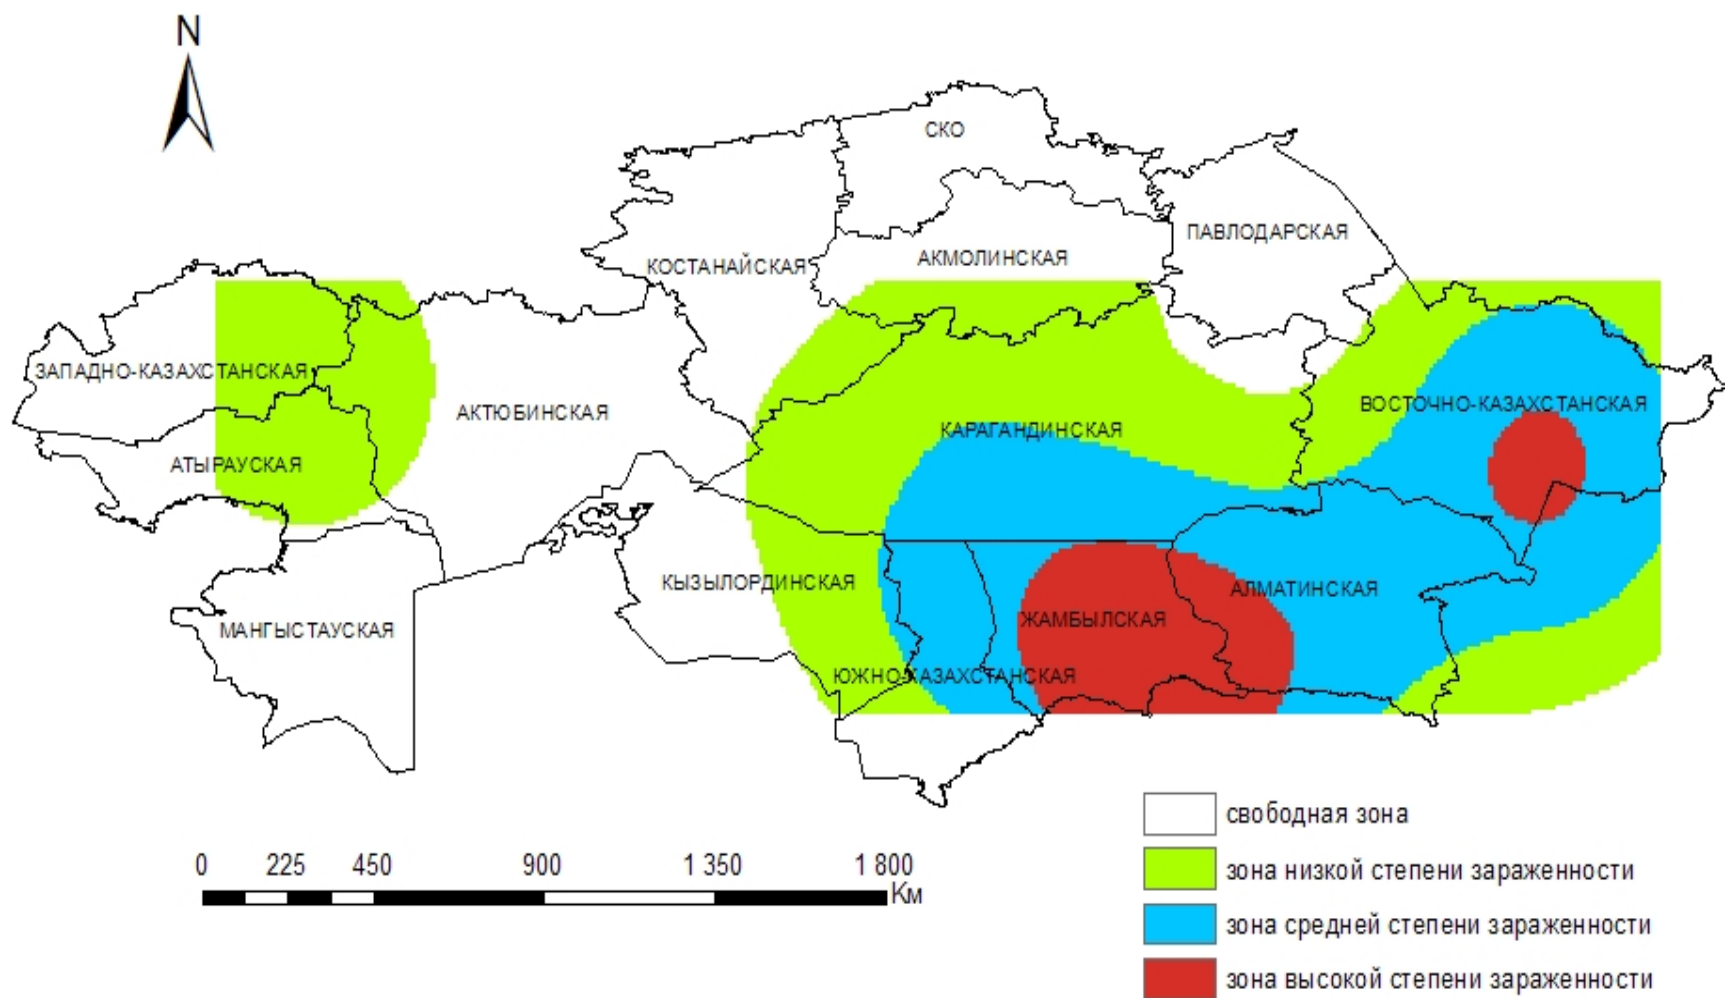 N
СКО
ПАВЛОДАРСКАЯ
КОСТАНАЙСКАЯ
АКМОЛИНСКАЯ
ЗАПАДНО-КАЗАХСТАНСКАЯ
АКТЮБИНСКАЯ
ВОСТОЧНО-КАЗАХСТАНСКАЯ
КАРАГАНДИНСКАЯ
АТЫРАУСКАЯ
КЫЗЫЛОРДИНСКАЯ
АЛМАТИНСКАЯ
МАНГЫСТАУСКАЯ
ЖАМБЫЛСКАЯ
ЮЖНО-КАЗАХСТАНСКАЯ
свободная зона
зона низкой степени зараженности
зона средней степени зараженности
зона высокой степени зараженности
0 225 450 900 1 350 1 800
Км